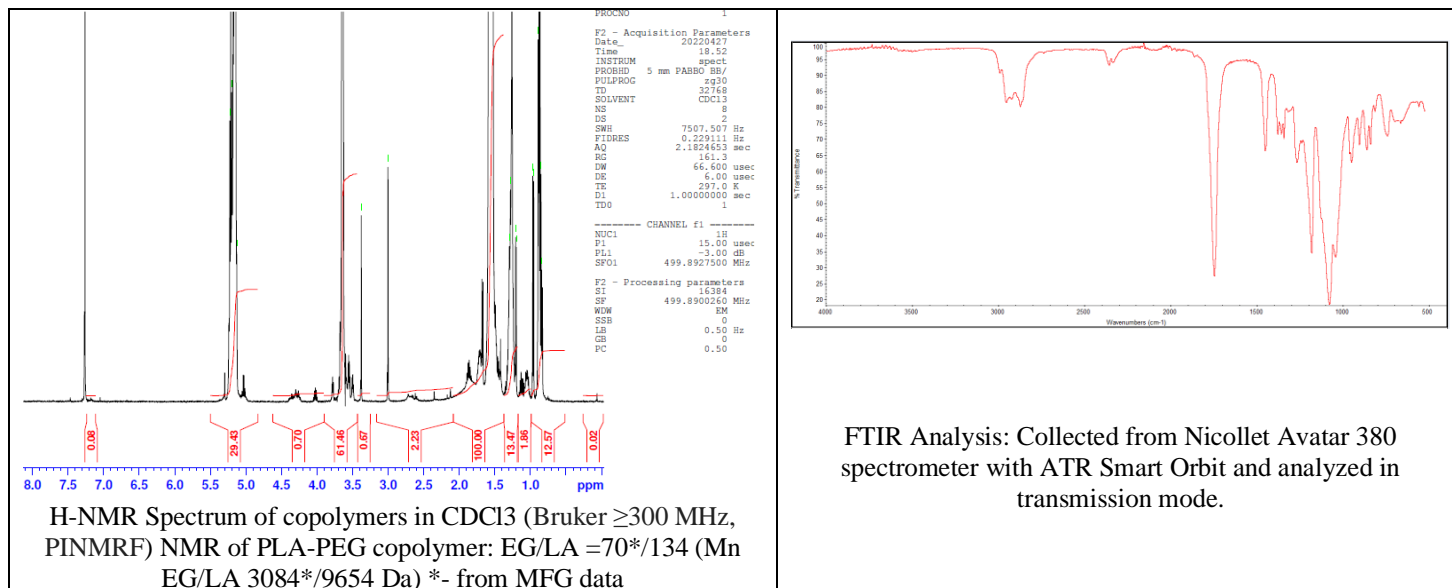 PROCNO 1
F2 - Acquisition Parameters
Date_ 20220427
Time 18.52
INSTRUM spect
PROBHD 5 mm PABBO BB/
PULPROG zg30
TD 32768
SOLVENT CDCl3
NS 8
DS 2
SWH 7507.507 Hz
FIDRES 0.229111 Hz
AQ 2.1824653 sec
RG 161.3
DW 66.600 usec
DE 6.00 usec
TE 297.0 K
D1 1.00000000 sec
TD0 1
======== CHANNEL f1 ========
NUC1 1H
P1 15.00 usec
PL1 -3.00 dB
SFO1 499.8927500 MHz
F2 - Processing parameters
SI 16384
SF 499.8900260 MHz
WDW EM
SSB 0
LB 0.50 Hz
GB 0
PC 0.50
0.08 29.43 0.70 61.46 0.67 2.23 100.00 13.47 1.86 12.57 0.02
8.0 7.5 7.0 6.5 6.0 5.5 5.0 4.5 4.0 3.5 3.0 2.5 2.0 1.5 1.0 ppm
H-NMR Spectrum of copolymers in CDCl3 (Bruker ≥300 MHz,
PINMRF) NMR of PLA-PEG copolymer: EG/LA =70*/134 (Mn
EG/LA 3084*/9654 Da) *- from MFG data
100
95
90
85
80
75
70
65
60
55
50
45
40
35
30
25
20
% Transmittance
4000 3500 3000 2500 2000 1500 1000 500
Wavenumbers (cm-1)
FTIR Analysis: Collected from Nicollet Avatar 380
spectrometer with ATR Smart Orbit and analyzed in
transmission mode.